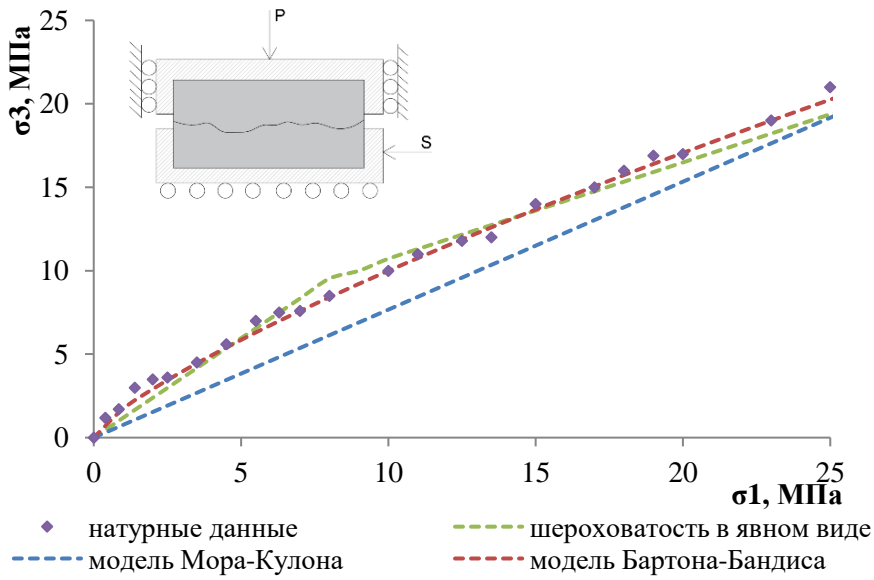 σ3, МПа
25
20
15
10
5
0
P
S
0 5 10 15 20 25
σ1, МПа
натурные данные
шероховатость в явном виде
модель Мора-Кулона
модель Бартона-Бандиса